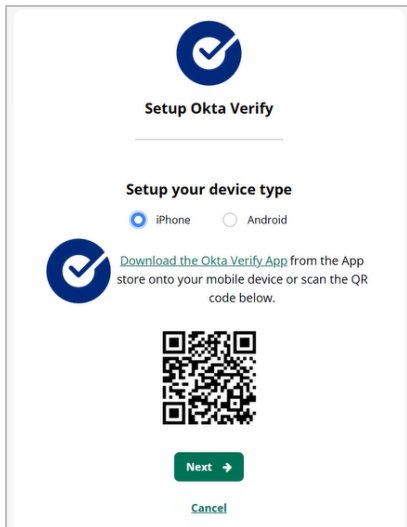 Setup Okta Verify
Setup your device type
iPhone
Android
Download the Okta Verify App from the App
store onto your mobile device or scan the QR
code below.
Next
Cancel